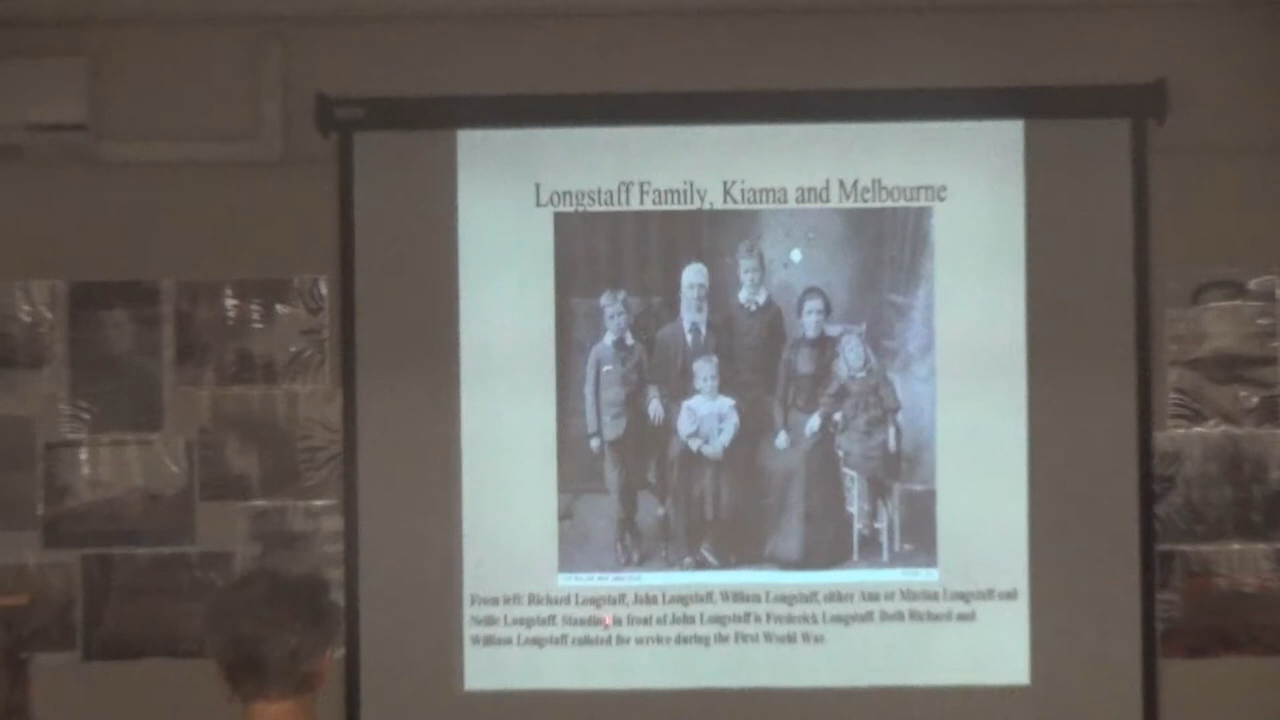 Longstaff Family, Kiama and Melbourne
From left: Richard Longstaff, John Longstaff, William Longstaff, either Ann or Marion Longstaff and
Nellie Longstaff. Standing in front of John Longstaff is Frederick Longstaff. Both Richard and
William Longstaff enlisted for service during the First World War.